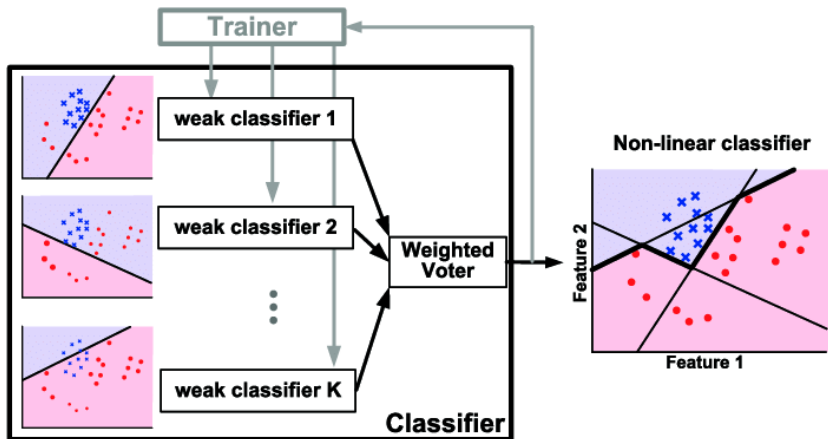 Trainer
weak classifier 1
weak classifier 2
weak classifier K
Weighted
Voter
Classifier
Non-linear classifier
Feature 2
Feature 1